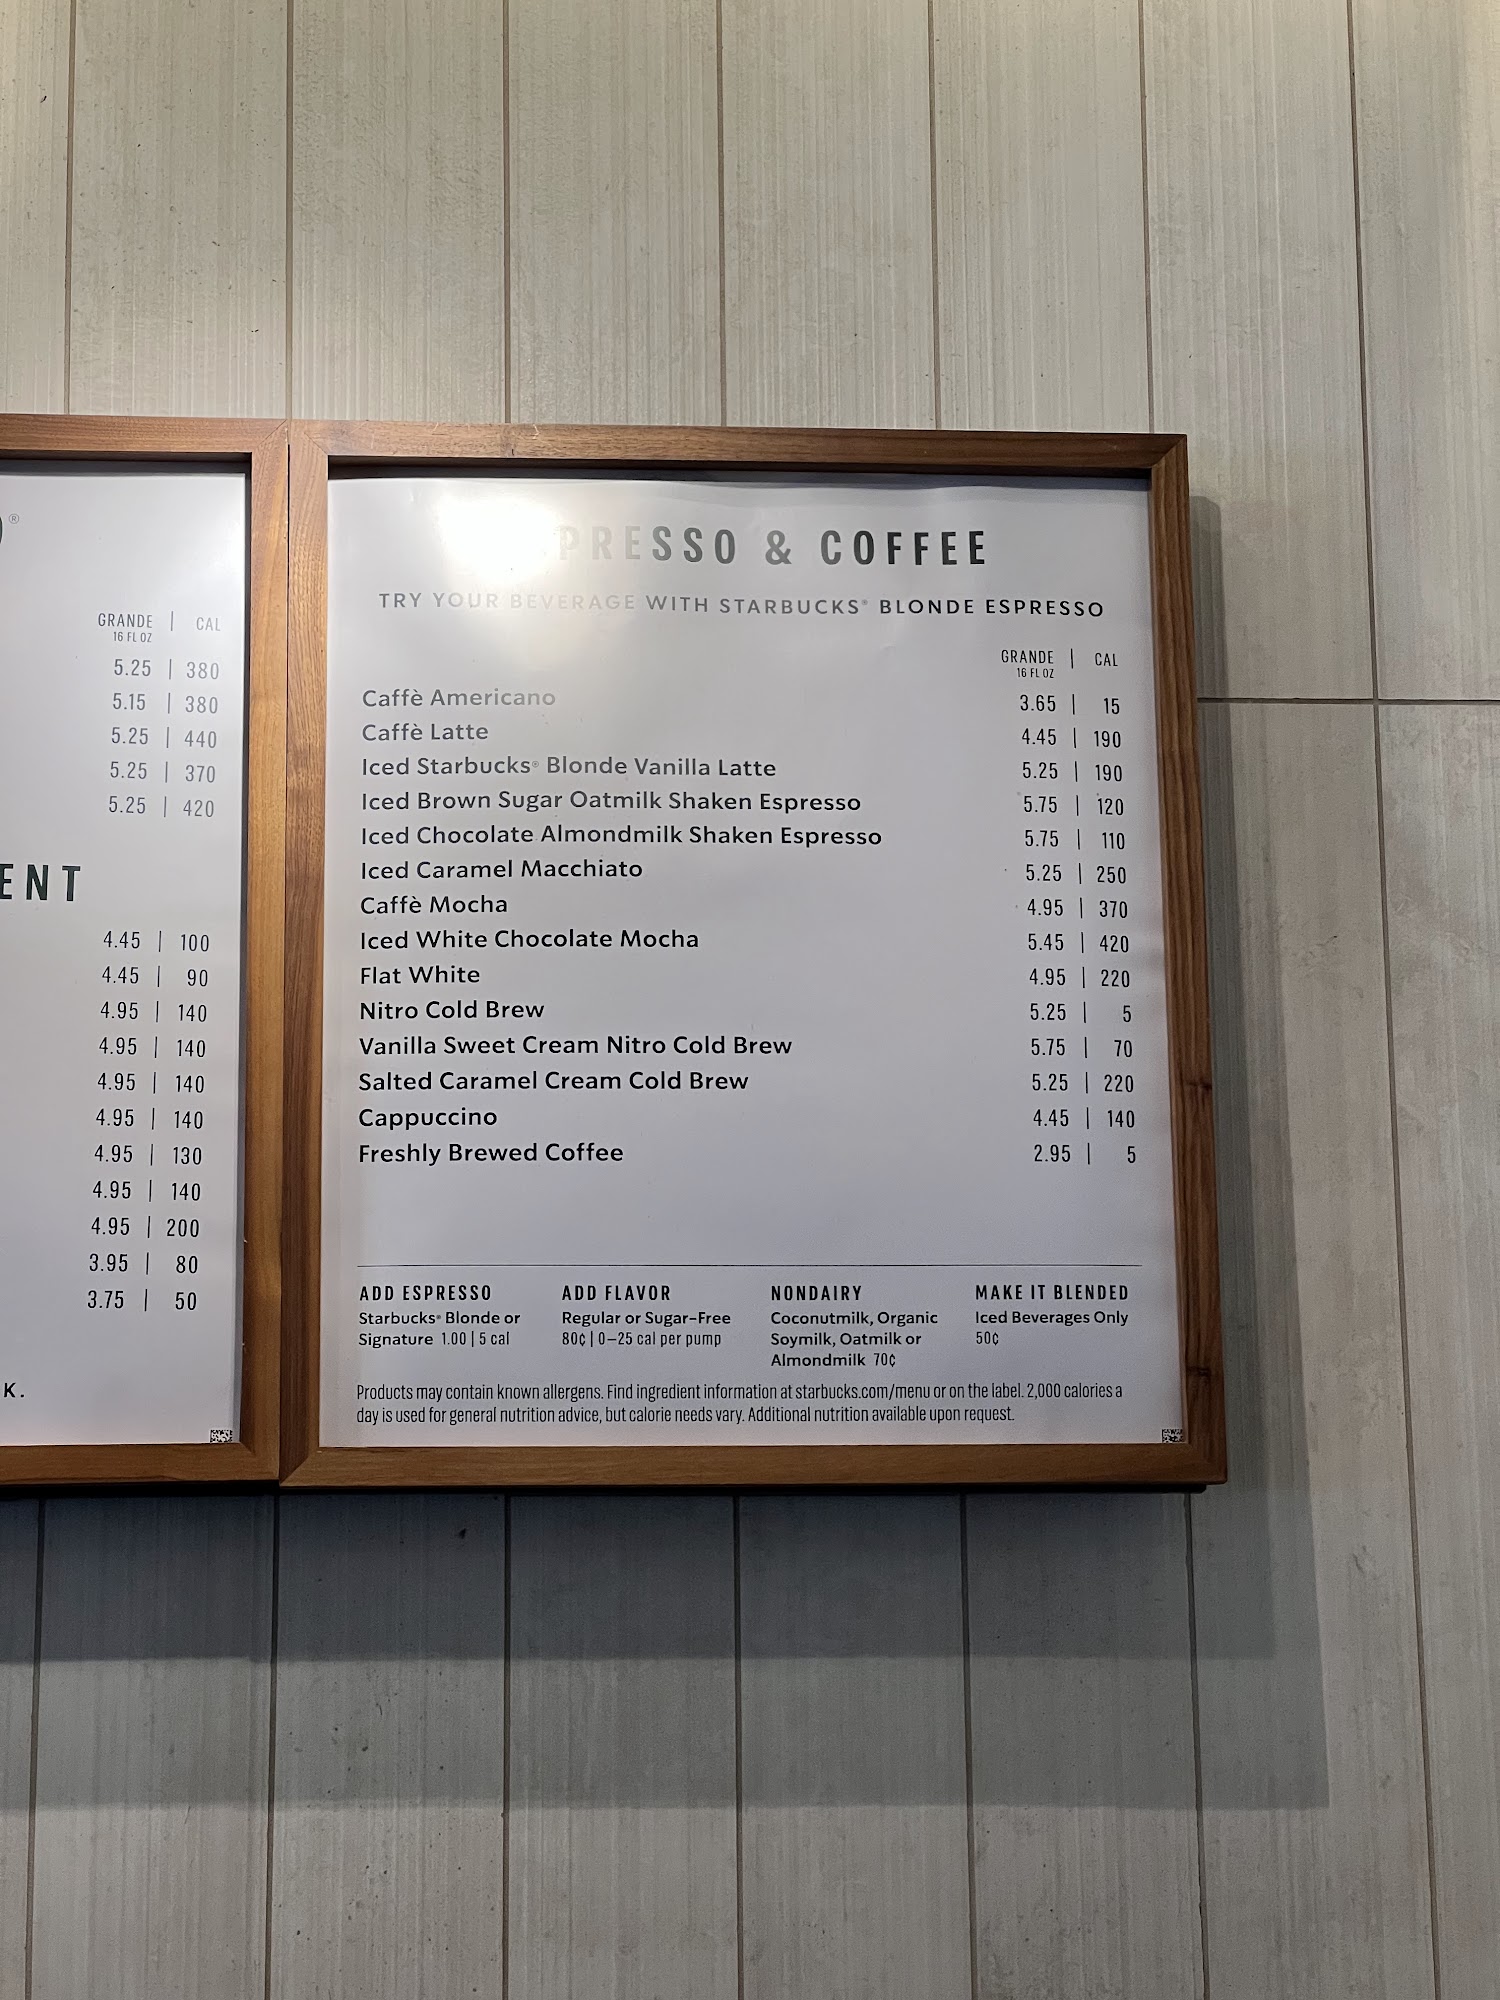 ®
GRANDE | CAL
16 FL OZ
5.25 | 380
5.15 | 380
5.25 | 440
5.25 | 370
5.25 | 420
ENT
4.45 | 100
4.45 | 90
4.95 | 140
4.95 | 140
4.95 | 140
4.95 | 140
4.95 | 130
4.95 | 140
4.95 | 200
3.95 | 80
3.75 | 50
K.
PRESSO & COFFEE
TRY YOUR BEVERAGE WITH STARBUCKS® BLONDE ESPRESSO
GRANDE | CAL
16 FL OZ
Caffè Americano 3.65 | 15
Caffè Latte 4.45 | 190
Iced Starbucks® Blonde Vanilla Latte 5.25 | 190
Iced Brown Sugar Oatmilk Shaken Espresso 5.75 | 120
Iced Chocolate Almondmilk Shaken Espresso 5.75 | 110
Iced Caramel Macchiato 5.25 | 250
Caffè Mocha 4.95 | 370
Iced White Chocolate Mocha 5.45 | 420
Flat White 4.95 | 220
Nitro Cold Brew 5.25 | 5
Vanilla Sweet Cream Nitro Cold Brew 5.75 | 70
Salted Caramel Cream Cold Brew 5.25 | 220
Cappuccino 4.45 | 140
Freshly Brewed Coffee 2.95 | 5
ADD ESPRESSO
Starbucks® Blonde or
Signature 1.00 | 5 cal
ADD FLAVOR
Regular or Sugar-Free
80¢ | 0–25 cal per pump
NONDAIRY
Coconutmilk, Organic
Soymilk, Oatmilk or
Almondmilk 70¢
MAKE IT BLENDED
Iced Beverages Only
50¢
Products may contain known allergens. Find ingredient information at starbucks.com/menu or on the label. 2,000 calories a
day is used for general nutrition advice, but calorie needs vary. Additional nutrition available upon request.